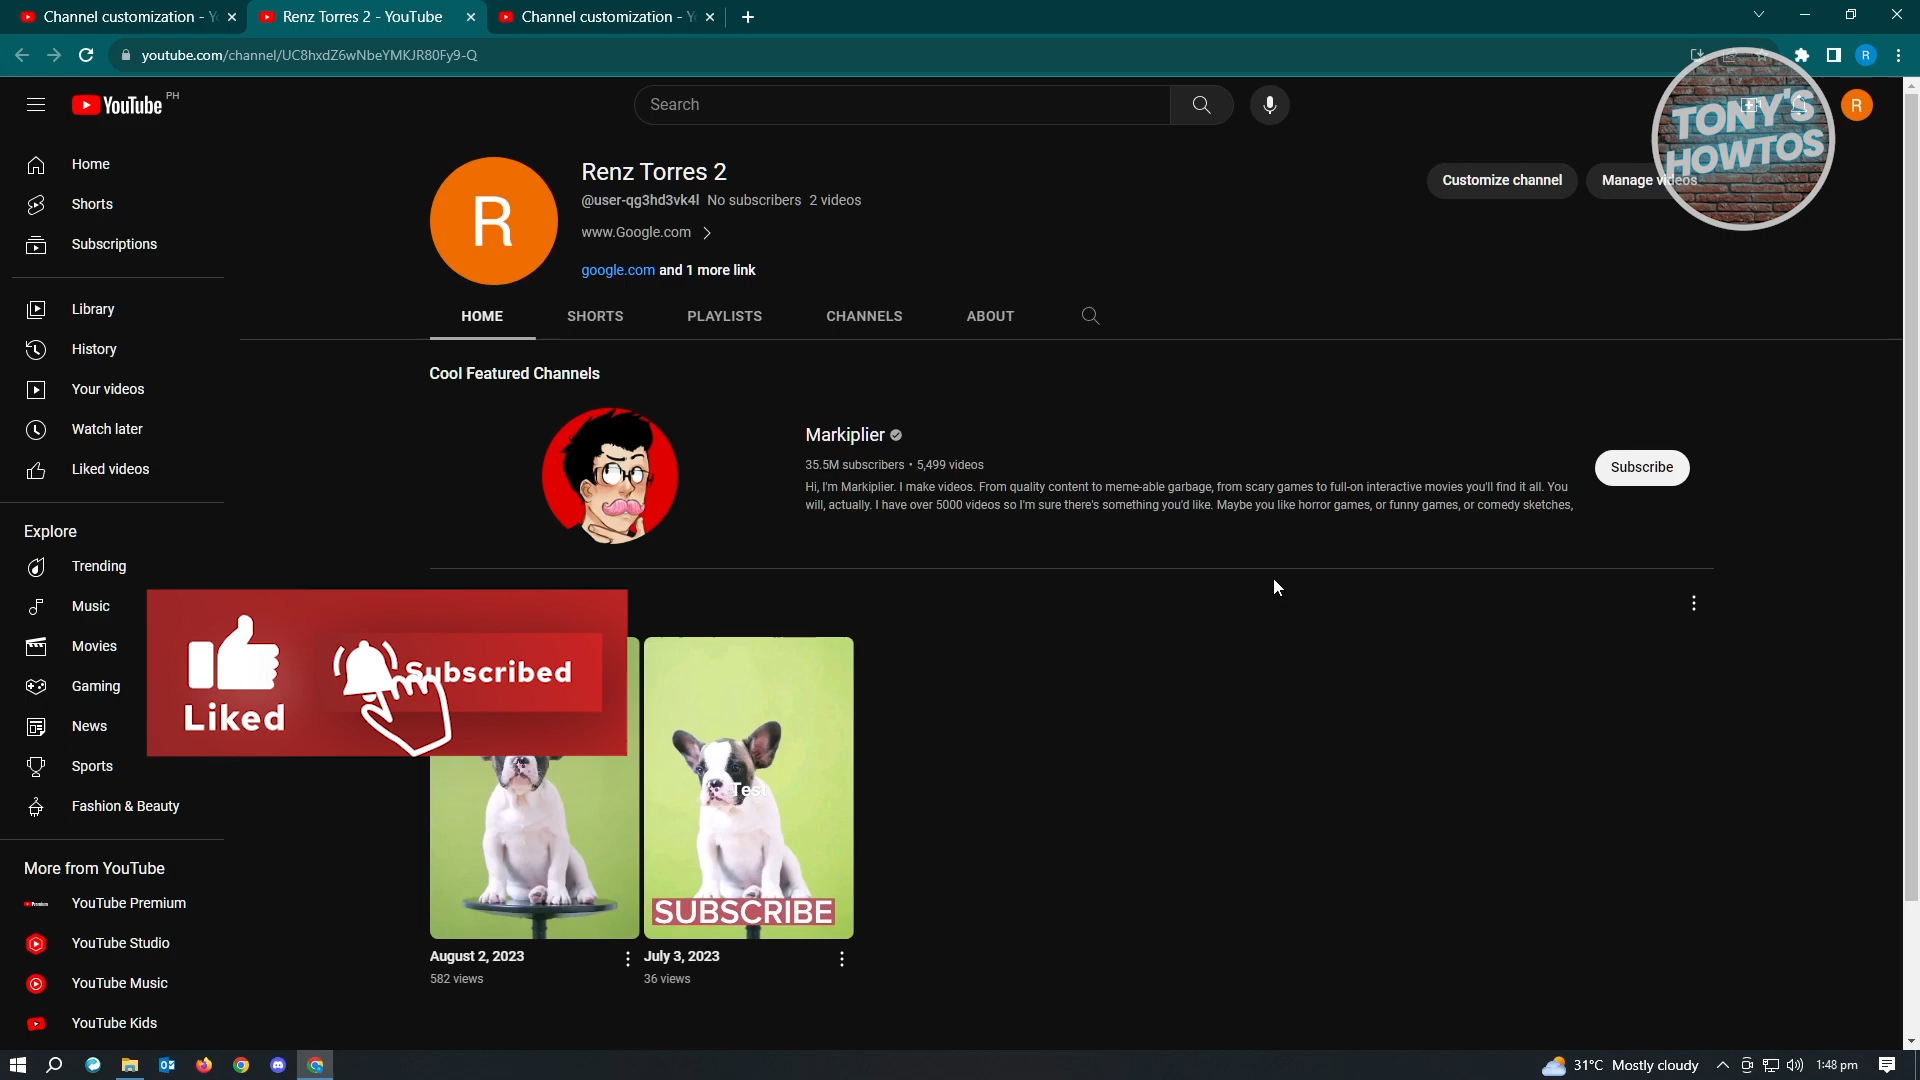 Channel customization - Y
Renz Torres 2 - YouTube
Channel customization - Y
youtube.com/channel/UC8hxdZ6wNbeYMKJR80Fy9-Q
R
YouTube PH
Search
TONY'S
HOWTOS
R
Home
Shorts
Subscriptions
Library
History
Your videos
Watch later
Liked videos
Explore
Trending
Music
Movies
Gaming
News
Sports
Fashion & Beauty
More from YouTube
YouTube Premium
YouTube Studio
YouTube Music
YouTube Kids
R
Renz Torres 2
@user-qg3hd3vk4l No subscribers 2 videos
www.Google.com
google.com and 1 more link
Customize channel
Manage videos
HOME
SHORTS
PLAYLISTS
CHANNELS
ABOUT
Cool Featured Channels
Markiplier
35.5M subscribers • 5,499 videos
Hi, I'm Markiplier. I make videos. From quality content to meme-able garbage, from scary games to full-on interactive movies you'll find it all. You
will, actually. I have over 5000 videos so I'm sure there's something you'd like. Maybe you like horror games, or funny games, or comedy sketches,
Subscribe
Liked
Subscribed
Test
SUBSCRIBE
August 2, 2023
582 views
July 3, 2023
36 views
31°C Mostly cloudy
1:48 pm